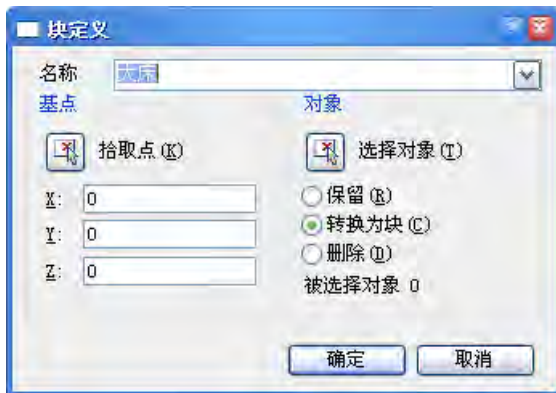 块定义
名称
大床
基点
对象
拾取点(K)
选择对象(T)
X: 0
保留(R)
Y: 0
转换为块(C)
删除(D)
Z: 0
被选择对象 0
确定
取消